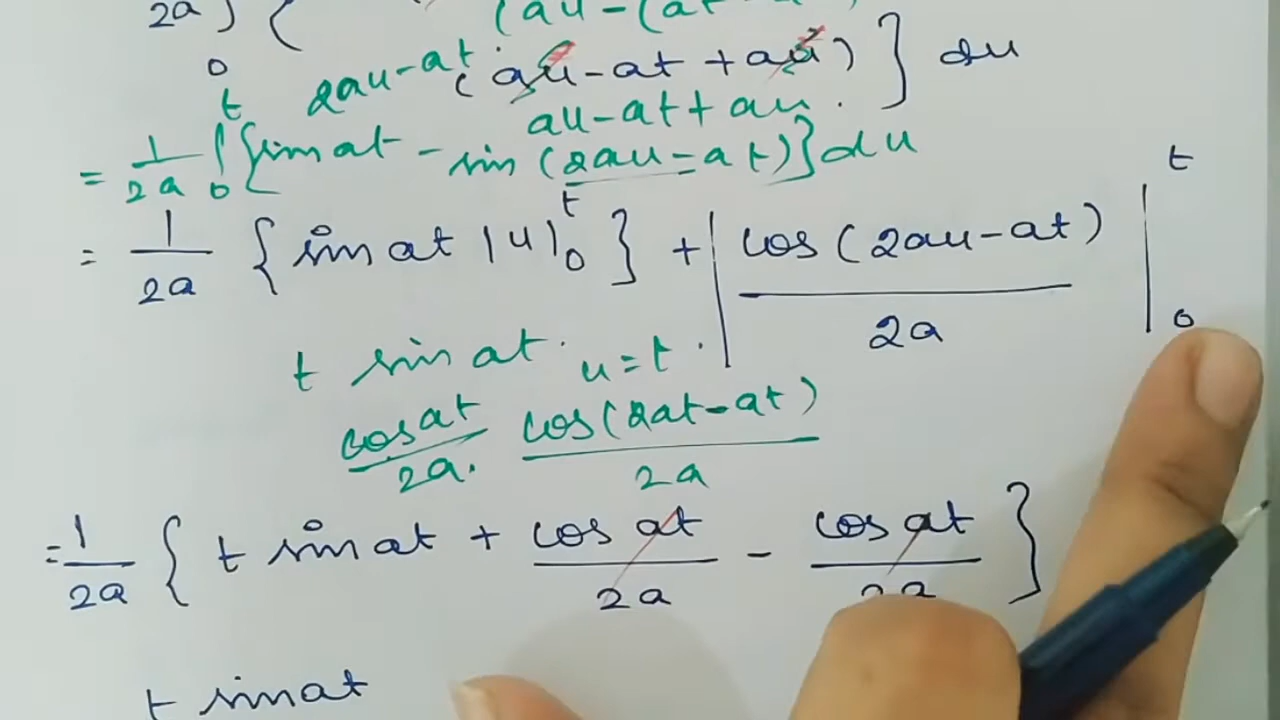 2a
0
(au-(at
2au-at (au-at+au) } du
au-at+au.
= 1/2a ∫₀ᵗ {sin at - sin (2au-at)} du
= 1/2a { sin at |u|₀ᵗ } + | cos(2au-at)/2a |₀ᵗ
t sin at . u=t .
cos at/2a. cos(2at-at)/2a
= 1/2a { t sin at + cos at/2a - cos at/2a }
t sin at